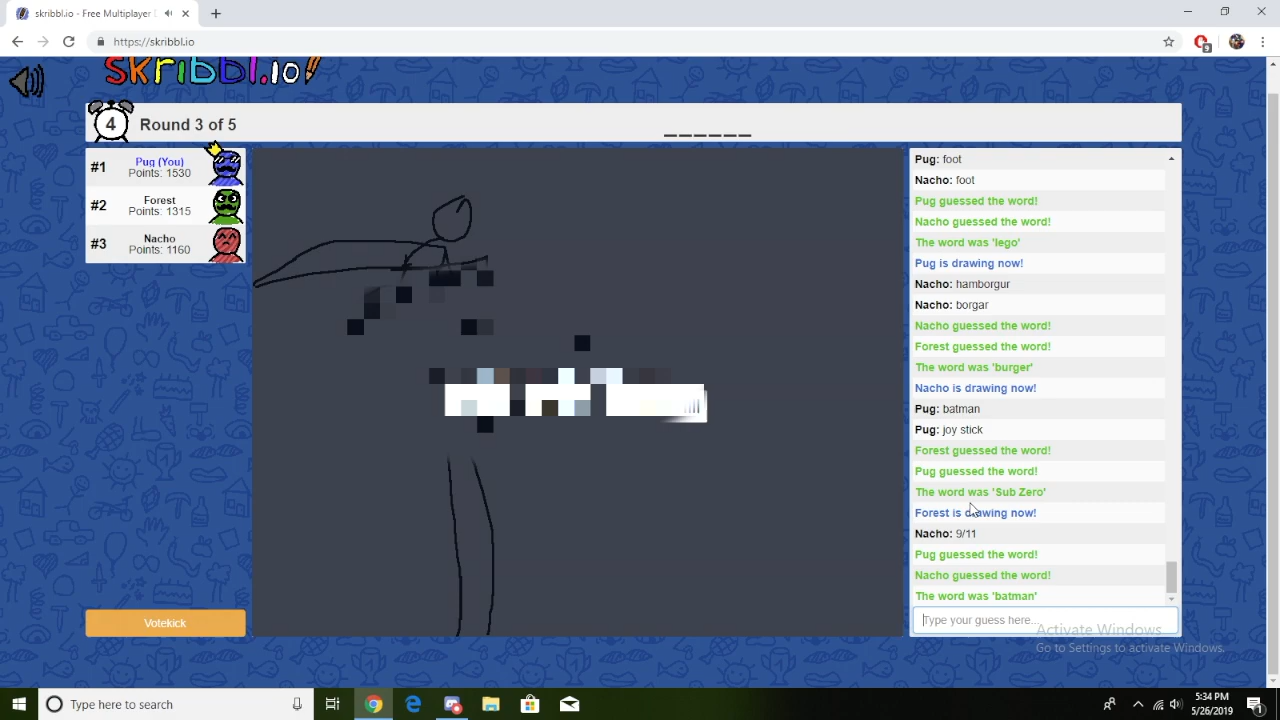 skribbl.io - Free Multiplayer
https://skribbl.io
9
skribbl.io
4
Round 3 of 5
______
#1
Pug (You)
Points: 1530
#2
Forest
Points: 1315
#3
Nacho
Points: 1160
Votekick
Pug: foot
Nacho: foot
Pug guessed the word!
Nacho guessed the word!
The word was 'lego'
Pug is drawing now!
Nacho: hamborgur
Nacho: borgar
Nacho guessed the word!
Forest guessed the word!
The word was 'burger'
Nacho is drawing now!
Pug: batman
Pug: joy stick
Forest guessed the word!
Pug guessed the word!
The word was 'Sub Zero'
Forest is drawing now!
Nacho: 9/11
Pug guessed the word!
Nacho guessed the word!
The word was 'batman'
Type your guess here...
Activate Windows
Go to Settings to activate Windows.
Type here to search
5:34 PM
5/26/2019
1